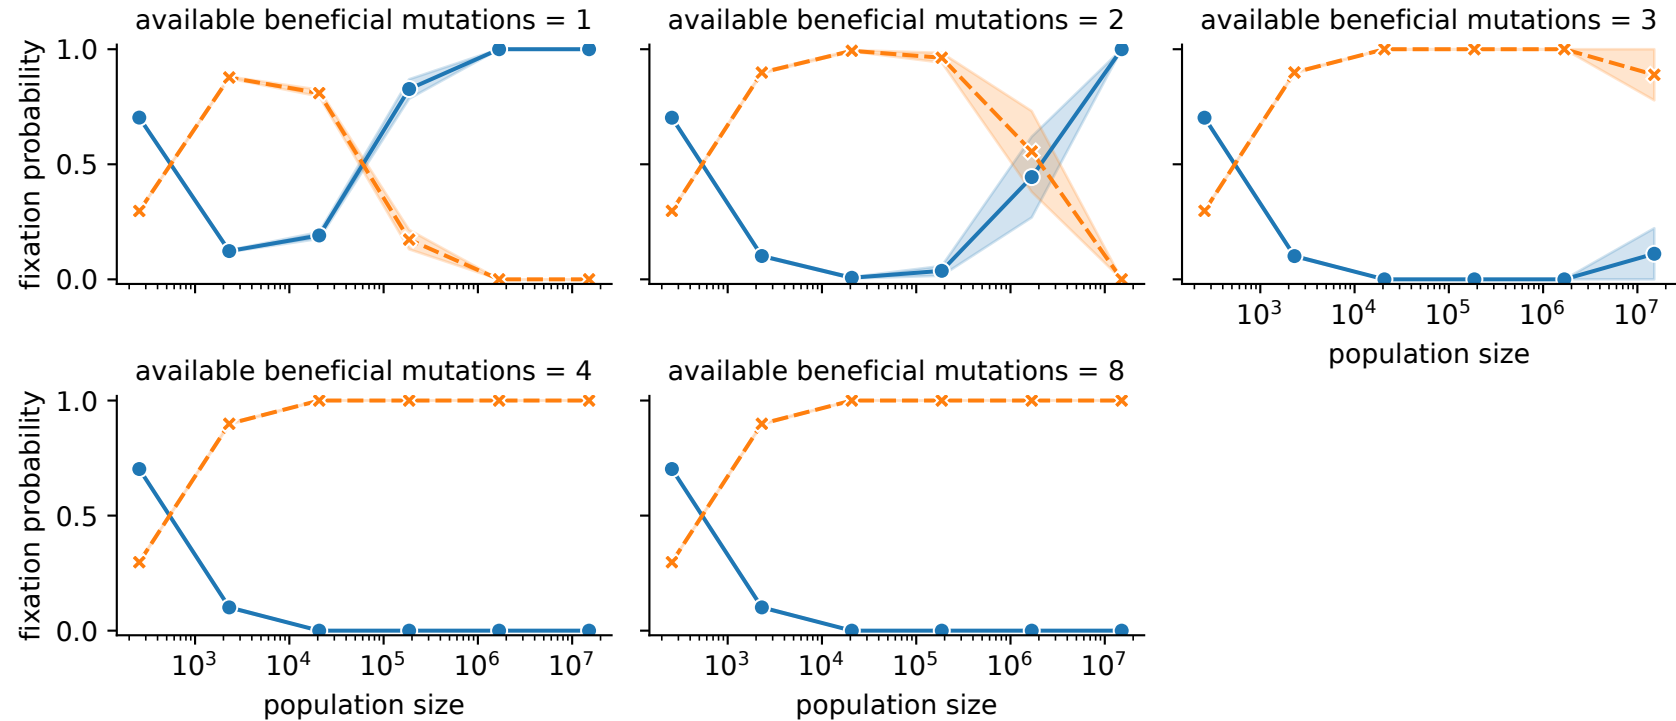 available beneficial mutations = 1
available beneficial mutations = 2
available beneficial mutations = 3
fixation probability
1.0
0.5
0.0
10³ 10⁴ 10⁵ 10⁶ 10⁷
population size
available beneficial mutations = 4
available beneficial mutations = 8
fixation probability
1.0
0.5
0.0
10³ 10⁴ 10⁵ 10⁶ 10⁷
10³ 10⁴ 10⁵ 10⁶ 10⁷
population size
population size